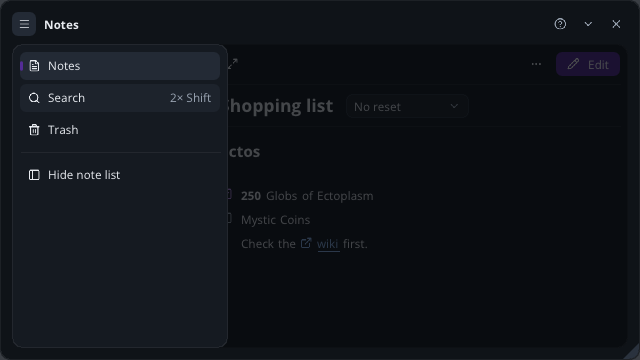 Notes
Notes
Edit
Search 2× Shift
hopping list No reset
Trash
ctos
Hide note list
250 Globs of Ectoplasm
Mystic Coins
Check the wiki first.